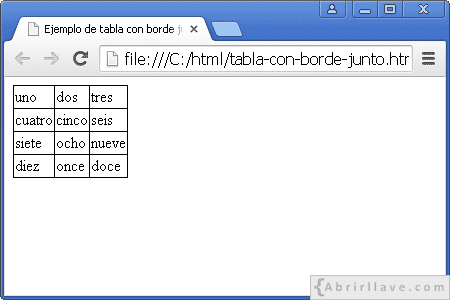 Ejemplo de tabla con borde ju
file:///C:/html/tabla-con-borde-junto.htm
uno dos tres
cuatro cinco seis
siete ocho nueve
diez once doce
{Abrirllave.com